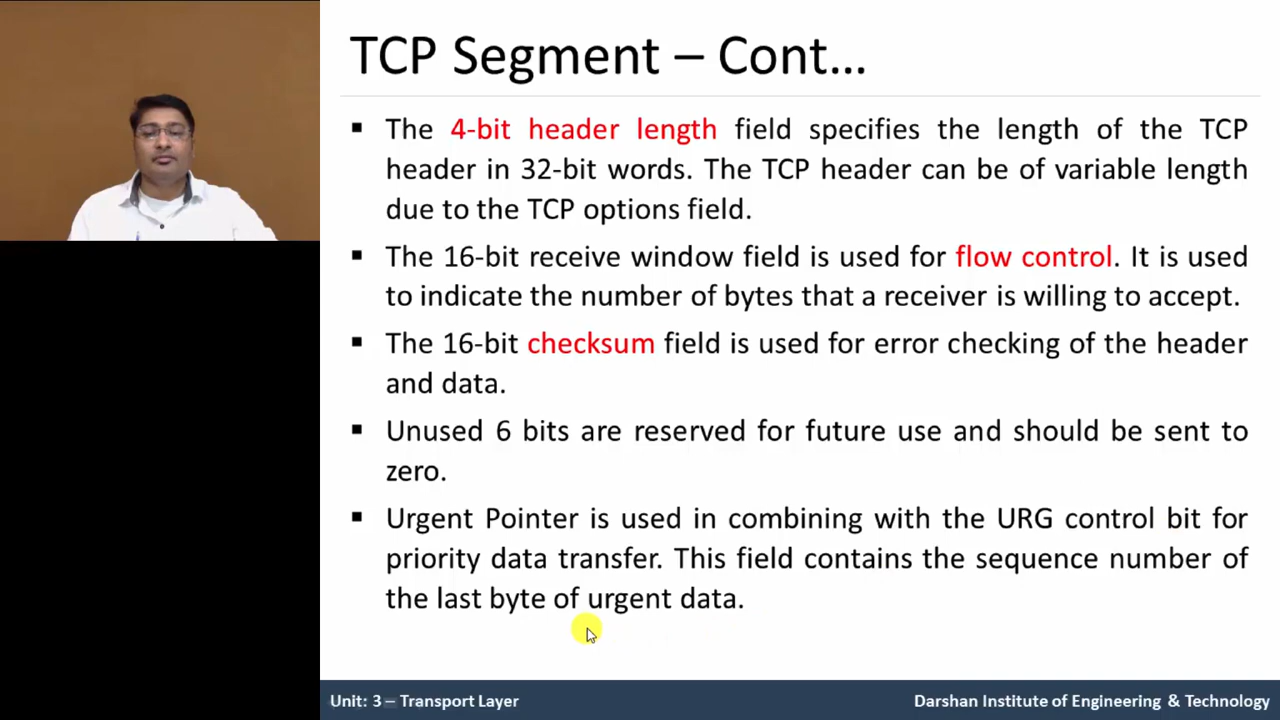 TCP Segment – Cont…
▪ The 4-bit header length field specifies the length of the TCP
header in 32-bit words. The TCP header can be of variable length
due to the TCP options field.
▪ The 16-bit receive window field is used for flow control. It is used
to indicate the number of bytes that a receiver is willing to accept.
▪ The 16-bit checksum field is used for error checking of the header
and data.
▪ Unused 6 bits are reserved for future use and should be sent to
zero.
▪ Urgent Pointer is used in combining with the URG control bit for
priority data transfer. This field contains the sequence number of
the last byte of urgent data.
Unit: 3 – Transport Layer
Darshan Institute of Engineering & Technology